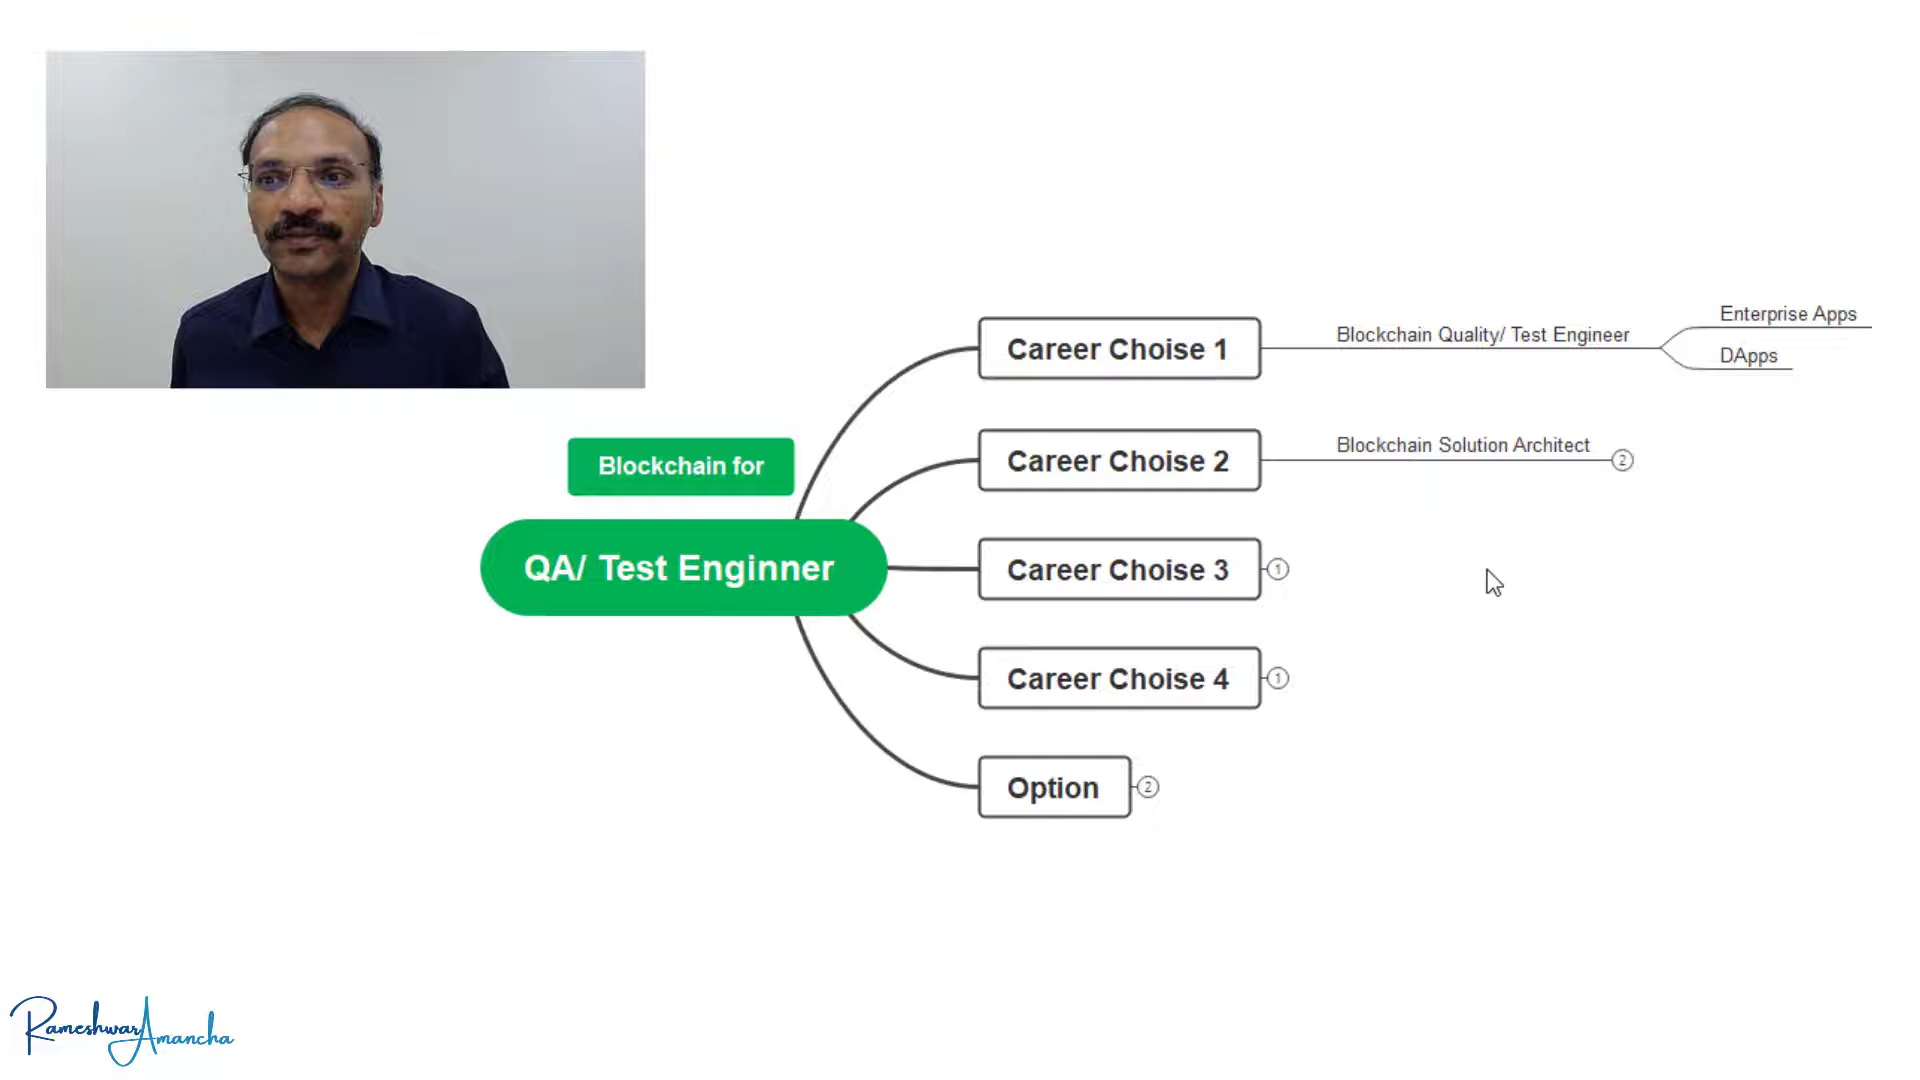 Career Choise 1
Blockchain Quality/ Test Engineer
Enterprise Apps
DApps
Blockchain for
Career Choise 2
Blockchain Solution Architect
2
QA/ Test Enginner
Career Choise 3
1
Career Choise 4
1
Option
2
Rameshwar Amancha